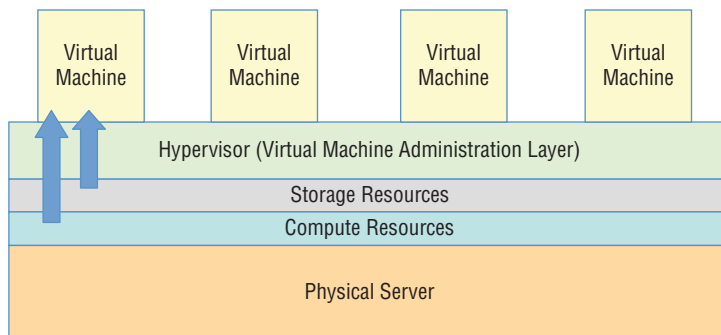 Virtual
Machine
Virtual
Machine
Virtual
Machine
Virtual
Machine
Hypervisor (Virtual Machine Administration Layer)
Storage Resources
Compute Resources
Physical Server